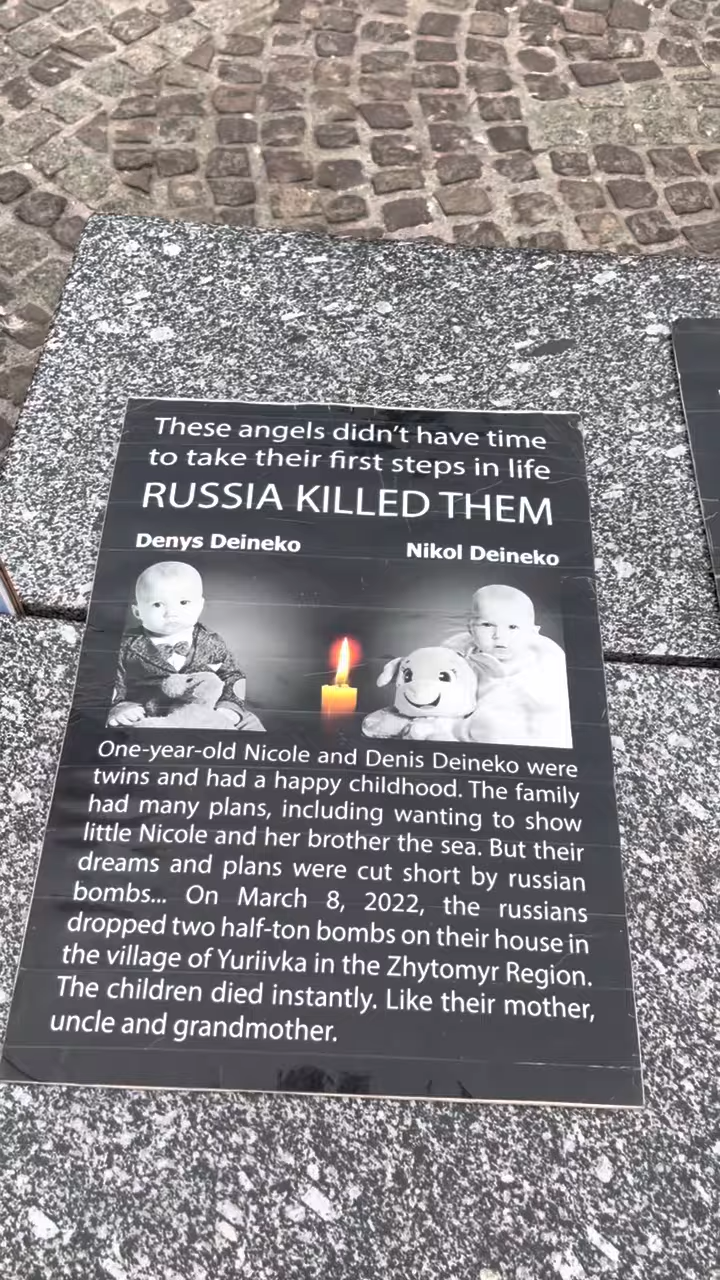 These angels didn't have time
to take their first steps in life
RUSSIA KILLED THEM
Denys Deineko
Nikol Deineko
One-year-old Nicole and Denis Deineko were
twins and had a happy childhood. The family
had many plans, including wanting to show
little Nicole and her brother the sea. But their
dreams and plans were cut short by russian
bombs... On March 8, 2022, the russians
dropped two half-ton bombs on their house in
the village of Yuriivka in the Zhytomyr Region.
The children died instantly. Like their mother,
uncle and grandmother.